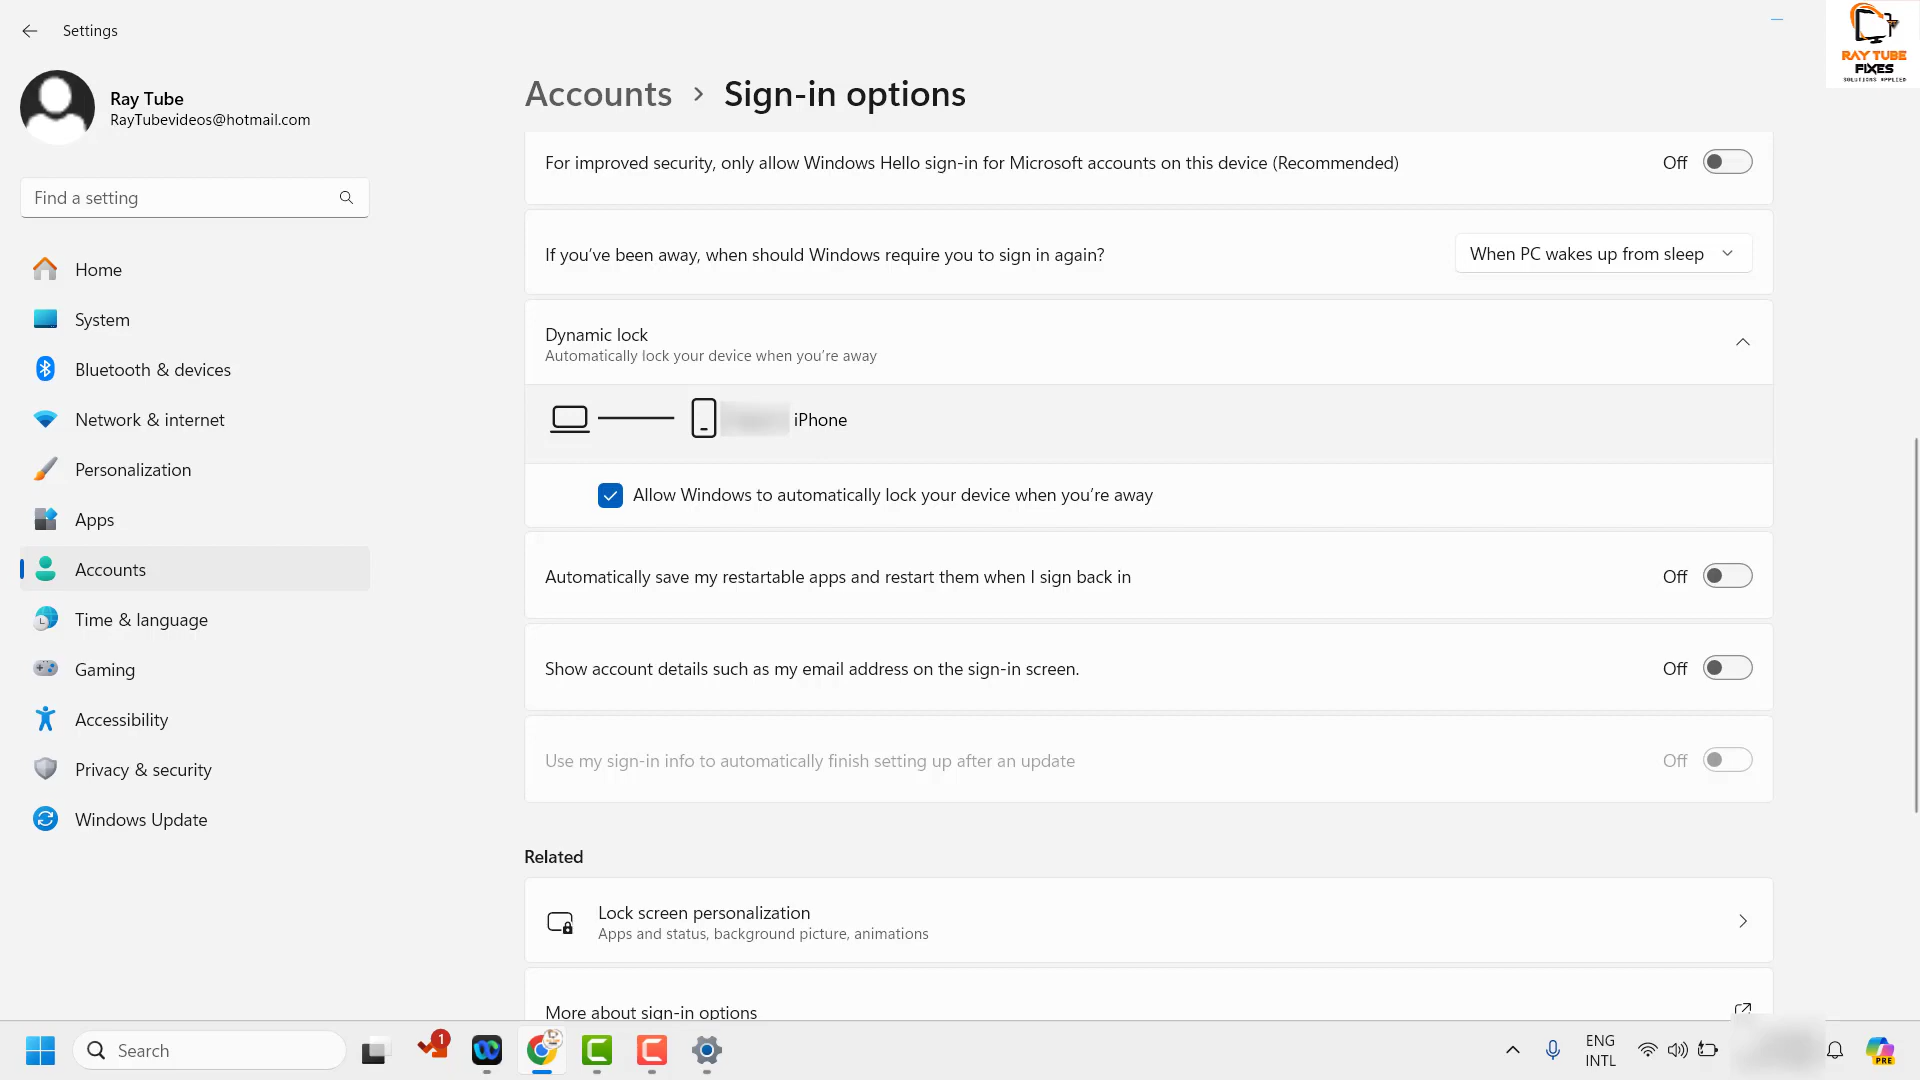 Settings
RAY TUBE
FIXES
SOLUTIONS APPLIED
Ray Tube
RayTubevideos@hotmail.com
Find a setting
Home
System
Bluetooth & devices
Network & internet
Personalization
Apps
Accounts
Time & language
Gaming
Accessibility
Privacy & security
Windows Update
Accounts > Sign-in options
For improved security, only allow Windows Hello sign-in for Microsoft accounts on this device (Recommended) Off
If you've been away, when should Windows require you to sign in again? When PC wakes up from sleep
Dynamic lock
Automatically lock your device when you're away
iPhone
Allow Windows to automatically lock your device when you're away
Automatically save my restartable apps and restart them when I sign back in Off
Show account details such as my email address on the sign-in screen. Off
Use my sign-in info to automatically finish setting up after an update Off
Related
Lock screen personalization
Apps and status, background picture, animations
More about sign-in options
Search
1
ENG
INTL
PRE